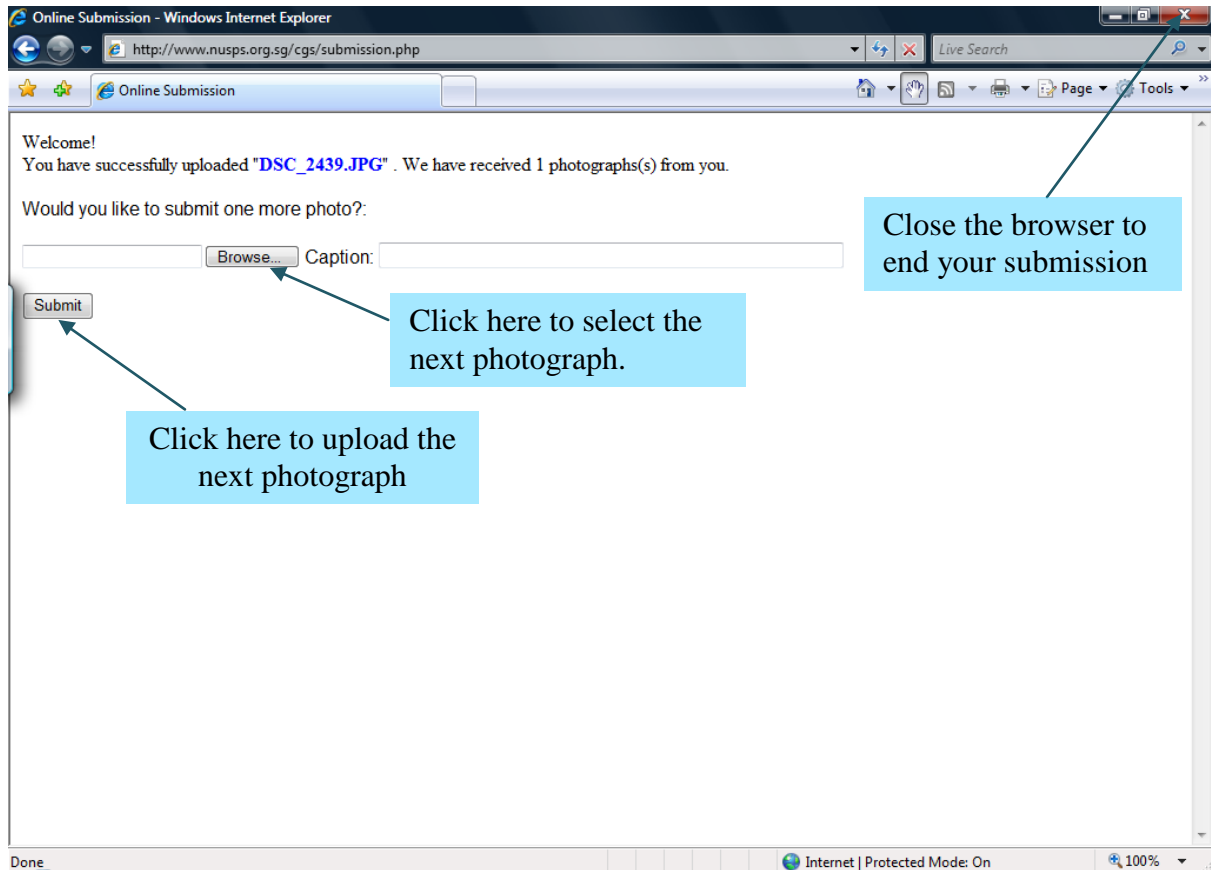 Online Submission - Windows Internet Explorer
http://www.nusps.org.sg/cgs/submission.php
Live Search
Online Submission
Page
Tools
Welcome!
You have successfully uploaded "DSC_2439.JPG" . We have received 1 photographs(s) from you.
Would you like to submit one more photo?:
Browse... Caption:
Submit
Close the browser to
end your submission
Click here to select the
next photograph.
Click here to upload the
next photograph
Done
Internet | Protected Mode: On
100%